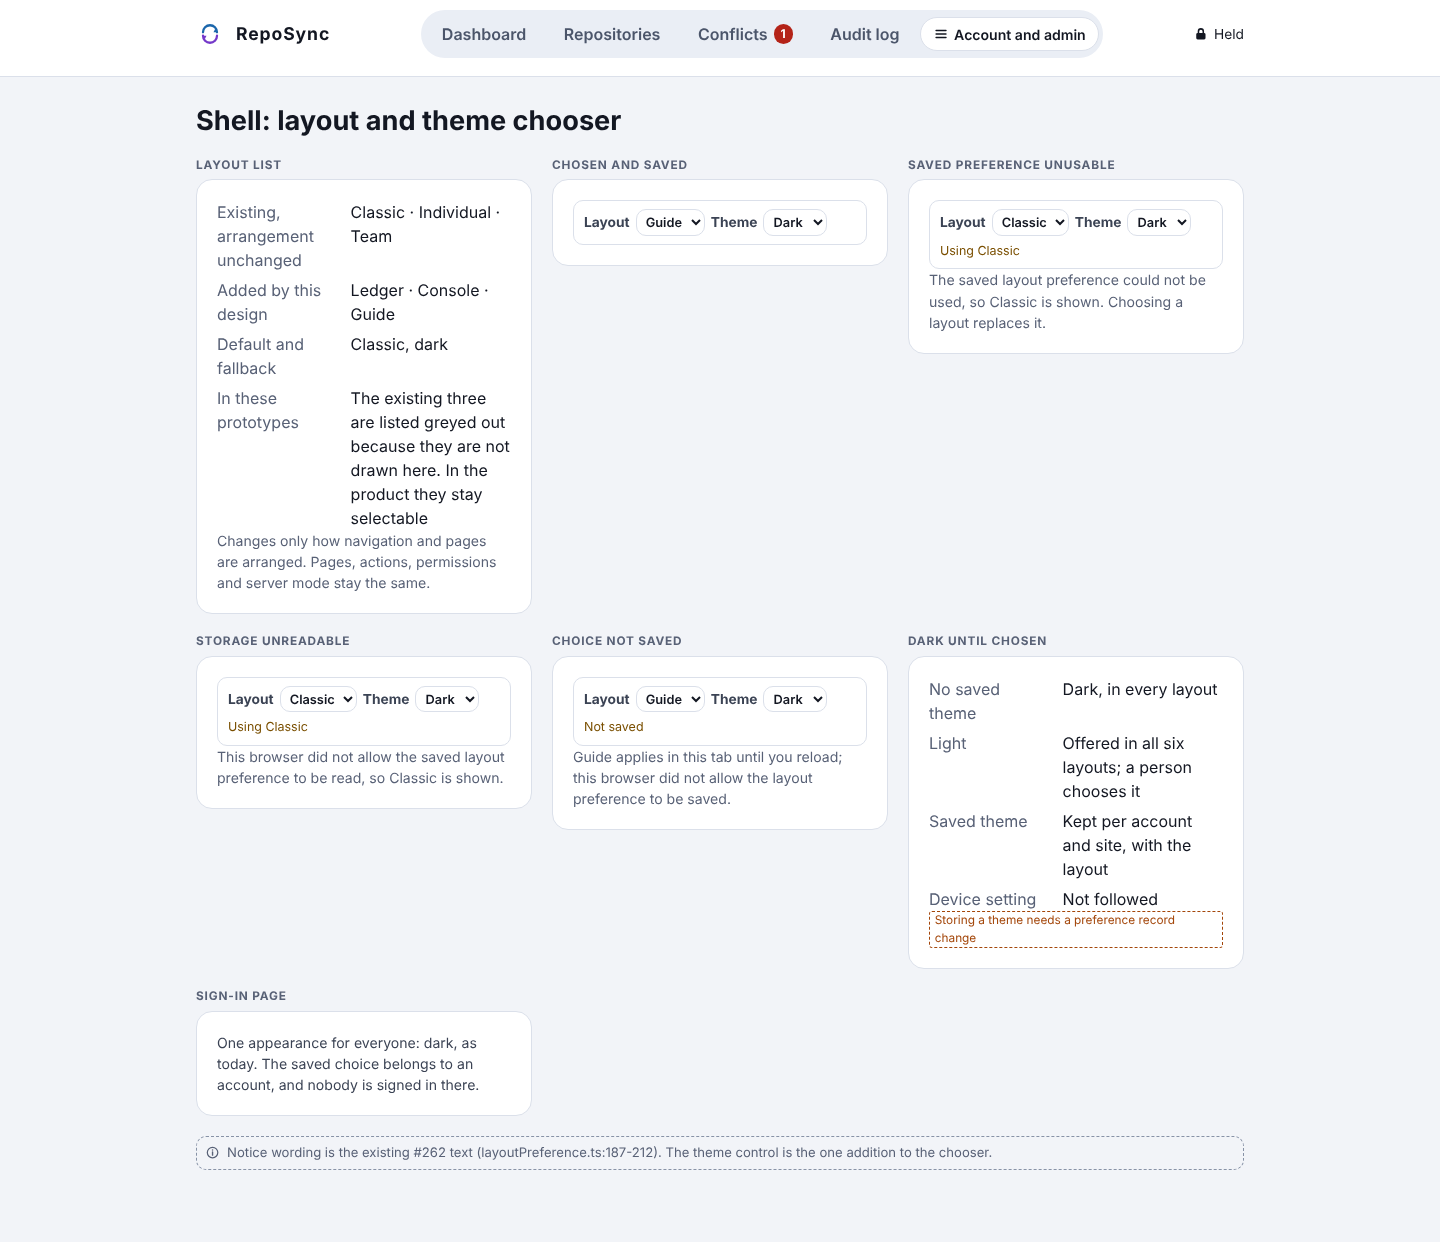 RepoSync
Dashboard
Repositories
Conflicts 1
Audit log
Account and admin
Held
Shell: layout and theme chooser
LAYOUT LIST
Existing, arrangement unchanged
Classic · Individual · Team
Added by this design
Ledger · Console · Guide
Default and fallback
Classic, dark
In these prototypes
The existing three are listed greyed out because they are not drawn here. In the product they stay selectable
Changes only how navigation and pages
are arranged. Pages, actions, permissions
and server mode stay the same.
CHOSEN AND SAVED
Layout Guide Theme Dark
SAVED PREFERENCE UNUSABLE
Layout Classic Theme Dark
Using Classic
The saved layout preference could not be
used, so Classic is shown. Choosing a
layout replaces it.
STORAGE UNREADABLE
Layout Classic Theme Dark
Using Classic
This browser did not allow the saved layout
preference to be read, so Classic is shown.
CHOICE NOT SAVED
Layout Guide Theme Dark
Not saved
Guide applies in this tab until you reload;
this browser did not allow the layout
preference to be saved.
DARK UNTIL CHOSEN
No saved theme
Dark, in every layout
Light
Offered in all six layouts; a person chooses it
Saved theme
Kept per account and site, with the layout
Device setting
Not followed
Storing a theme needs a preference record
change
SIGN-IN PAGE
One appearance for everyone: dark, as
today. The saved choice belongs to an
account, and nobody is signed in there.
Notice wording is the existing #262 text (layoutPreference.ts:187-212). The theme control is the one addition to the chooser.